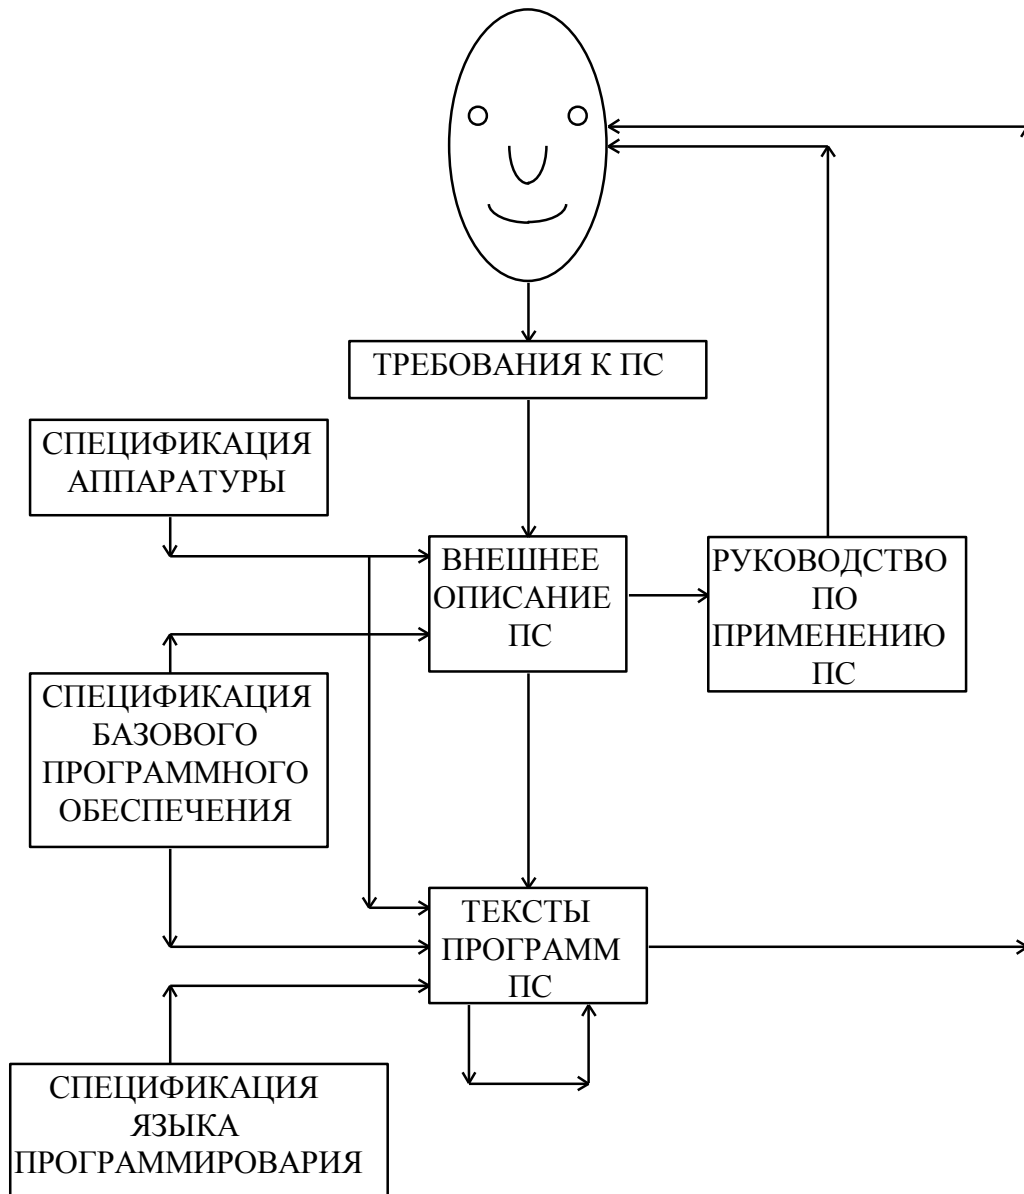 ТРЕБОВАНИЯ К ПС
СПЕЦИФИКАЦИЯ
АППАРАТУРЫ
ВНЕШНЕЕ
ОПИСАНИЕ
ПС
РУКОВОДСТВО
ПО
ПРИМЕНЕНИЮ
ПС
СПЕЦИФИКАЦИЯ
БАЗОВОГО
ПРОГРАММНОГО
ОБЕСПЕЧЕНИЯ
ТЕКСТЫ
ПРОГРАММ
ПС
СПЕЦИФИКАЦИЯ
ЯЗЫКА
ПРОГРАММИРОВАРИЯ